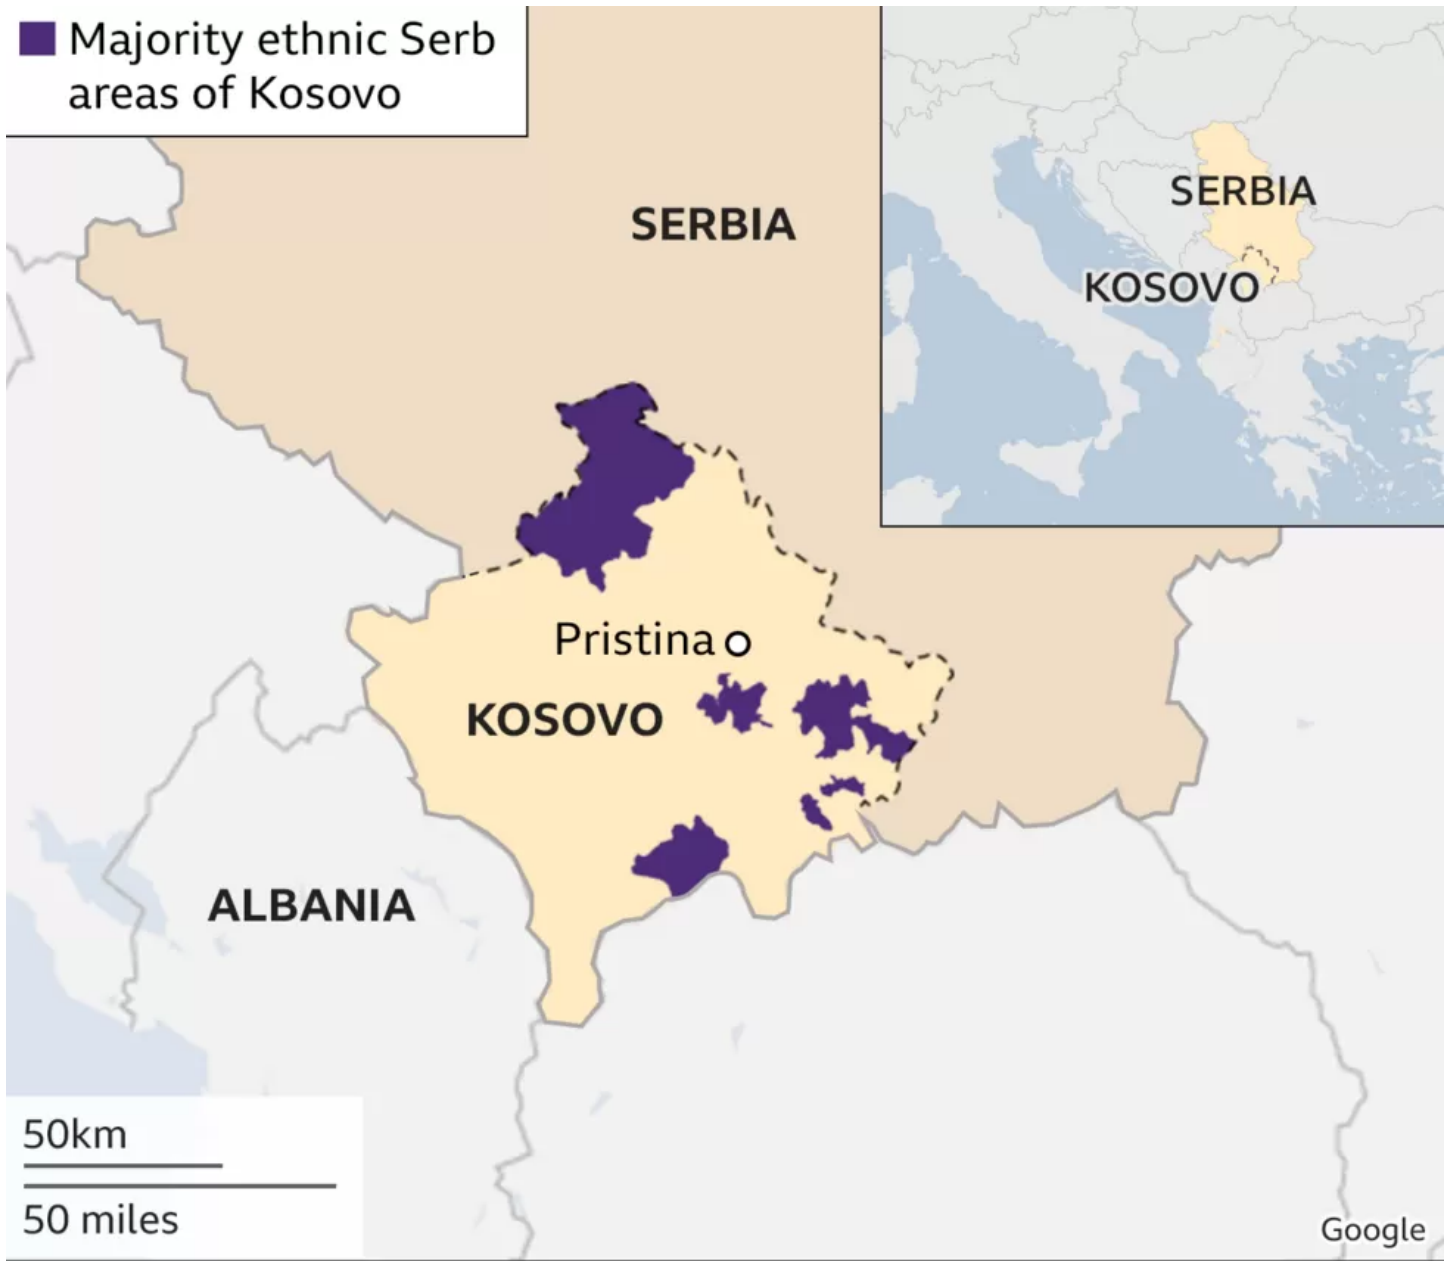 Majority ethnic Serb
areas of Kosovo
SERBIA
SERBIA
KOSOVO
Pristina
KOSOVO
ALBANIA
50km
50 miles
Google